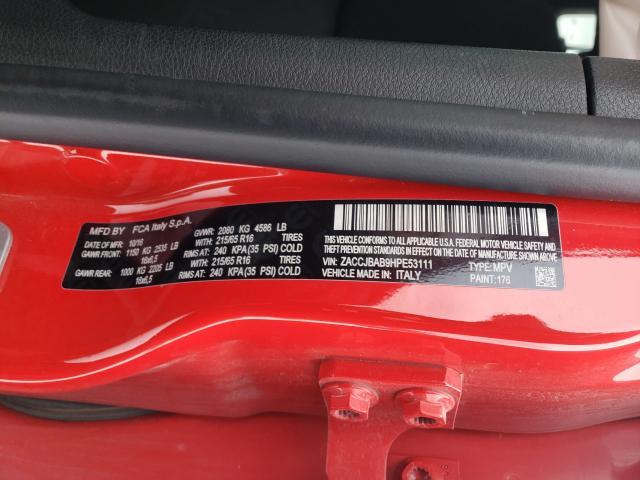 MFD BY FCA Italy S.p.A.
DATE OF MFR 10/16 GVWR: 2080 KG 4586 LB
GAWR FRONT 1150 KG 2535 LB WITH: 215/65 R16 TIRES
16x6,5 RIMS AT: 240 KPA(35 PSI) COLD
GAWR REAR: 1000 KG 2205 LB WITH: 215/65 R16 TIRES
16x6,5 RIMS AT: 240 KPA(35 PSI) COLD
THIS VEHICLE CONFORMS TO ALL APPLICABLE FEDERAL MOTOR VEHICLE SAFETY,
BUMPER, AND THEFT PREVENTION STANDARDS
IN EFFECT ON THE DATE OF MANUFACTURE SHOWN ABOVE
VIN: ZACCJBAB9HPE53111 TYPE: MPV
VEHICLE MADE IN: ITALY PAINT: 176